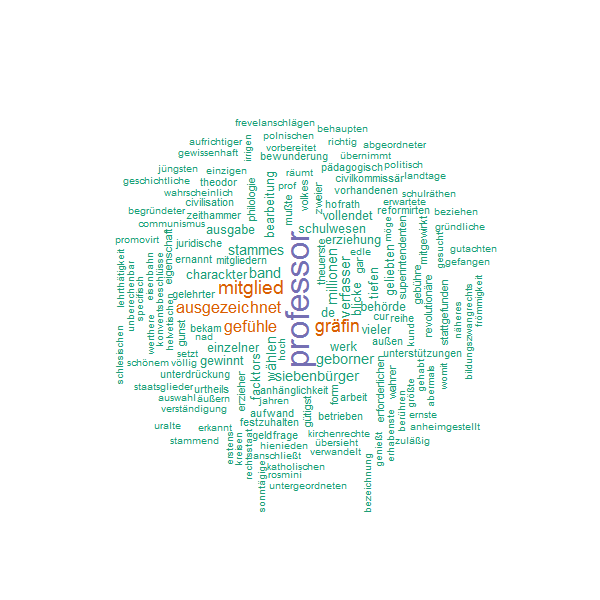 frevelanschlägen
behaupten
polnischen
aufrichtiger
irrigen
vorbereitet
richtig
abgeordneter
gewissenhaft
bewunderung
übernimmt
jüngsten
einzigen
räumt
pädagogisch
politisch
geschichtliche
theodor
philologie
bearbeitung
prof
volkes
zweier
civilkommissär
landtage
wahrscheinlich
mußte
vorhandenen
schulräthen
civilisation
hofrath
erwartete
begründeter
zeithammer
vollendet
reformirten
beziehen
communismus
ausgabe
schulwesen
möge
superintendenten
mitgewirkt
gründliche
promovirt
eigenschaft
juridische
stammes
erziehung
gesucht
gutachten
lehrthätigkeit
unberechenbar
specifisch
eisenbahn
werthere
konventsbeschlüsse
helvetischen
ernannt
mitgliedern
professor
theuerste
millionen
verfasser
edle
gar
blicke
tiefen
geliebten
gefangen
charackter
band
gebühre
revolutionäre
stattgefunden
gelehrter
mitglied
de
behörde
näheres
bildungszwangrechts
frömmigkeit
ausgezeichnet
gräfin
cur
reihe
gunst
bekam
gefühle
vieler
kunde
schlesischen
nad
hoch
werk
außen
setzt
einzelner
wählen
geborner
unterstützungen
schönem
völlig
gewinnt
facktors
siebenbürger
erforderlichen
wahrer
größte
gehabt
abermals
womit
unterdrückung
staatsglieder
urtheils
erzieher
anhänglichkeit
form
auswahl
äußern
jahren
gütigst
arbeit
berühren
verständigung
aufwand
betrieben
ernste
uralte
erkannt
festzuhalten
anheimgestellt
stammend
erstens
kreisen
rechtsstaat
geldfrage
kirchenrechte
genießt
erhabenste
zuläßig
hienieden
übersieht
anschließt
verwandelt
sonntägige
katholischen
rosmini
bezeichnung
untergeordneten